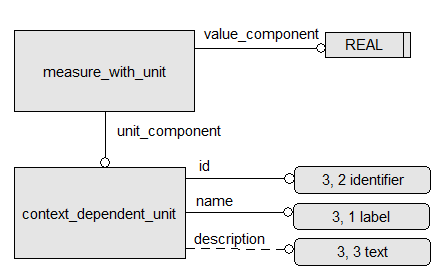 value_component
REAL
measure_with_unit
unit_component
id
3, 2 identifier
name
3, 1 label
context_dependent_unit
description
3, 3 text